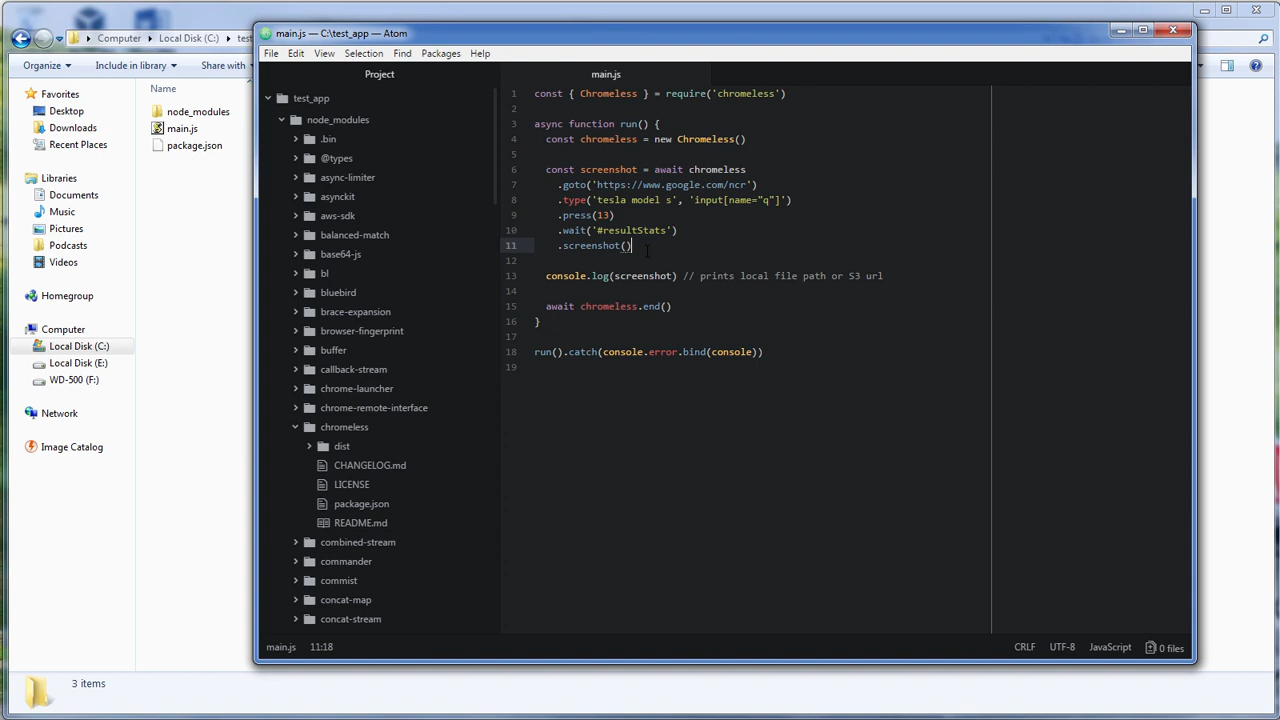 main.js — C:\test_app — Atom
Computer
Local Disk (C:)
Organize
Include in library
Share with
File Edit View Selection Find Packages Help
Favorites
Desktop
Downloads
Recent Places
Libraries
Documents
Music
Pictures
Podcasts
Videos
Homegroup
Computer
Local Disk (C:)
Local Disk (E:)
WD-500 (F:)
Network
Image Catalog
Name
node_modules
main.js
package.json
3 items
Project
test_app
node_modules
.bin
@types
async-limiter
asynckit
aws-sdk
balanced-match
base64-js
bl
bluebird
brace-expansion
browser-fingerprint
buffer
callback-stream
chrome-launcher
chrome-remote-interface
chromeless
dist
CHANGELOG.md
LICENSE
package.json
README.md
combined-stream
commander
commist
concat-map
concat-stream
main.js
1 const { Chromeless } = require('chromeless')
2
3 async function run() {
4 const chromeless = new Chromeless()
5
6 const screenshot = await chromeless
7 .goto('https://www.google.com/ncr')
8 .type('tesla model s', 'input[name="q"]')
9 .press(13)
10 .wait('#resultStats')
11 .screenshot()
12
13 console.log(screenshot) // prints local file path or S3 url
14
15 await chromeless.end()
16 }
17
18 run().catch(console.error.bind(console))
19
main.js 11:18
CRLF UTF-8 JavaScript 0 files